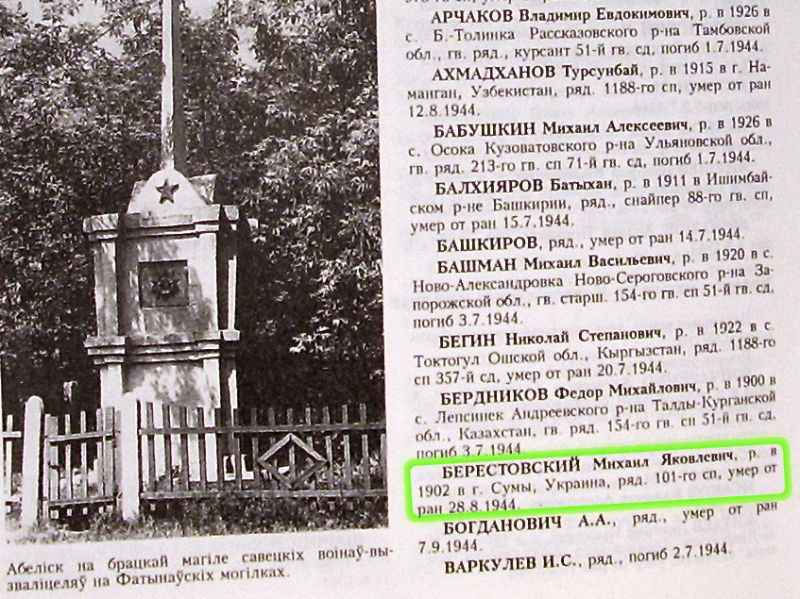 АРЧАКОВ Владимир Евдокимович, р. в 1926 в
с. Б.-Толинка Рассказовского р-на Тамбовской
обл., гв. ряд., курсант 51-й гв. сд, погиб 1.7.1944.
АХМАДХАНОВ Турсунбай, р. в 1915 в г. На-
манган, Узбекистан, ряд. 1188-го сп, умер от ран
12.8.1944.
БАБУШКИН Михаил Алексеевич, р. в 1926 в
с. Осока Кузоватовского р-на Ульяновской обл.,
гв. ряд. 213-го гв. сп 71-й гв. сд, погиб 1.7.1944.
БАЛХИЯРОВ Батыхан, р. в 1911 в Ишимбай-
ском р-не Башкирии, ряд., снайпер 88-го гв. сп,
умер от ран 15.7.1944.
БАШКИРОВ, ряд., умер от ран 14.7.1944.
БАШМАН Михаил Васильевич, р. в 1920 в с.
Ново-Александровка Ново-Сероговского р-на За-
порожской обл., гв. старш. 154-го гв. сп 51-й гв. сд,
погиб 3.7.1944.
БЕГИН Николай Степанович, р. в 1922 в с.
Токтогул Ошской обл., Кыргызстан, ряд. 1188-го
сп 357-й сд, умер от ран 20.7.1944.
БЕРДНИКОВ Федор Михайлович, р. в 1900 в
с. Лепсинек Андреевского р-на Талды-Курганской
обл., Казахстан, гв. ряд. 154-го гв. сп 51-й гв. сд,
погиб 3.7.1944.
БЕРЕСТОВСКИЙ Михаил Яковлевич, р. в
1902 в г. Сумы, Украина, ряд. 101-го сп, умер от
ран 28.8.1944.
БОГДАНОВИЧ А.А., ряд., умер от ран
7.9.1944.
ВАРКУЛЕВ И.С., ряд., погиб 2.7.1944.
Абеліск на брацкай магіле савецкіх воінаў-вы-
зваліцеляў на Фатынаўскіх могілках.